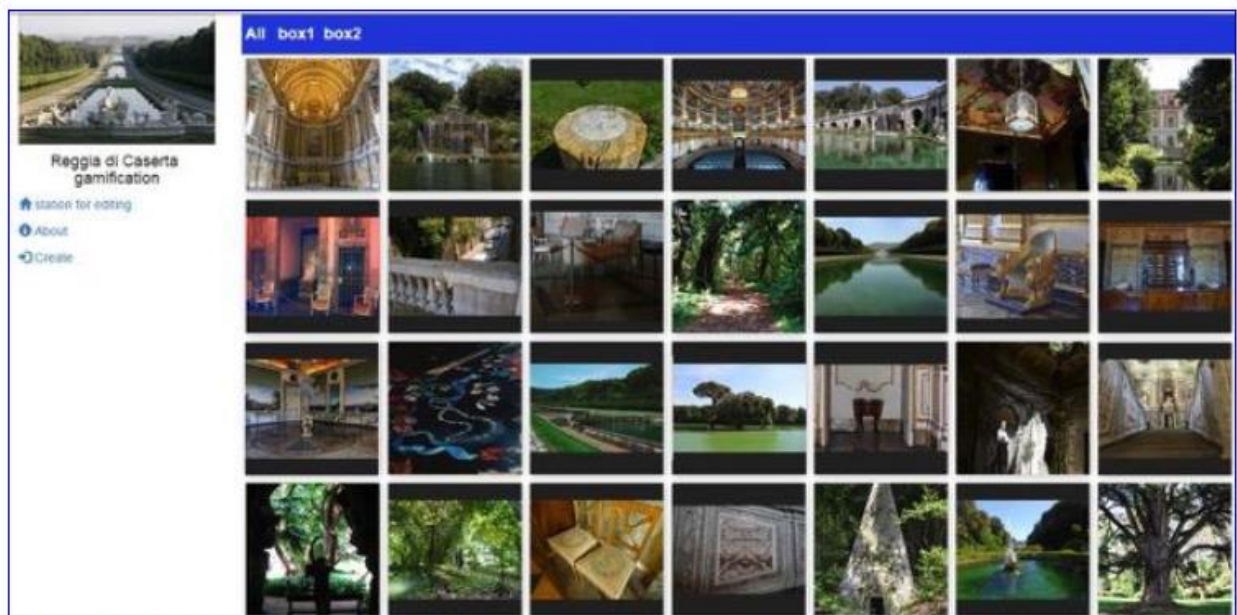 All box1 box2
Reggia di Caserta
gamification
station for editing
About
Create